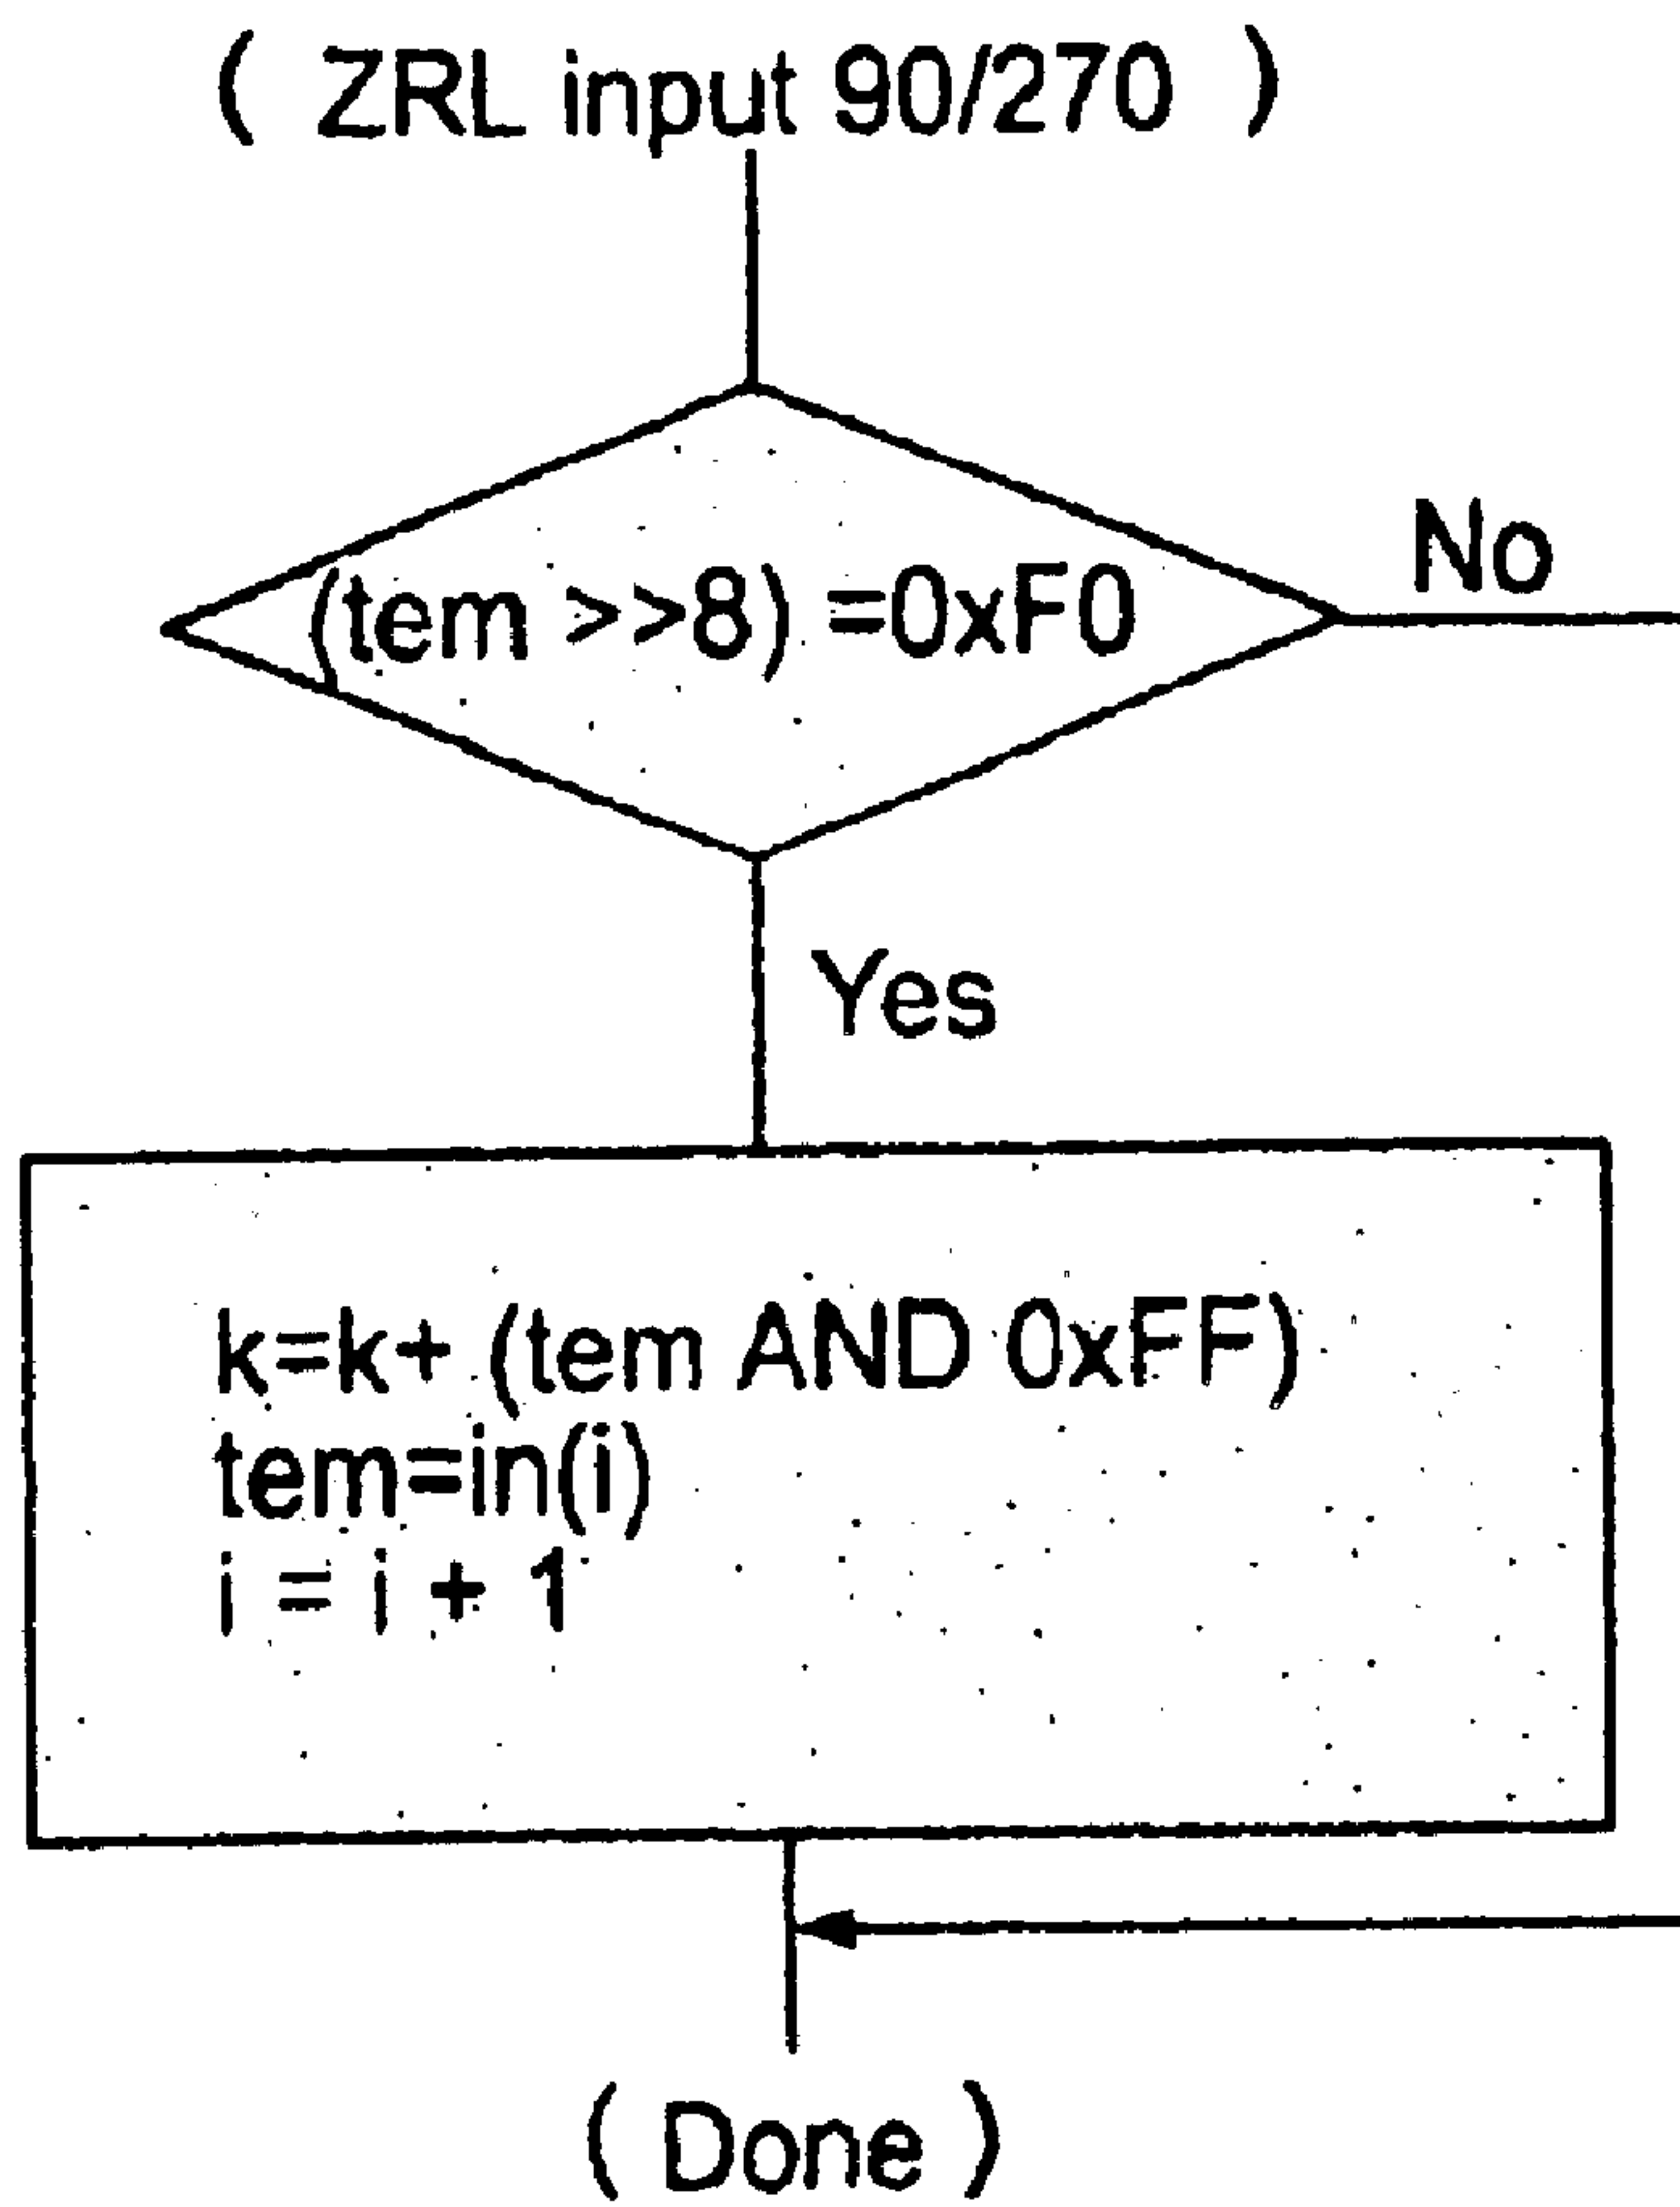 ( ZRL input 90/270 )
(tem >>8) =0xF0
No
Yes
k=k+ (tem AND 0xFF)
tem=in(i)
i = i + 1
( Done )